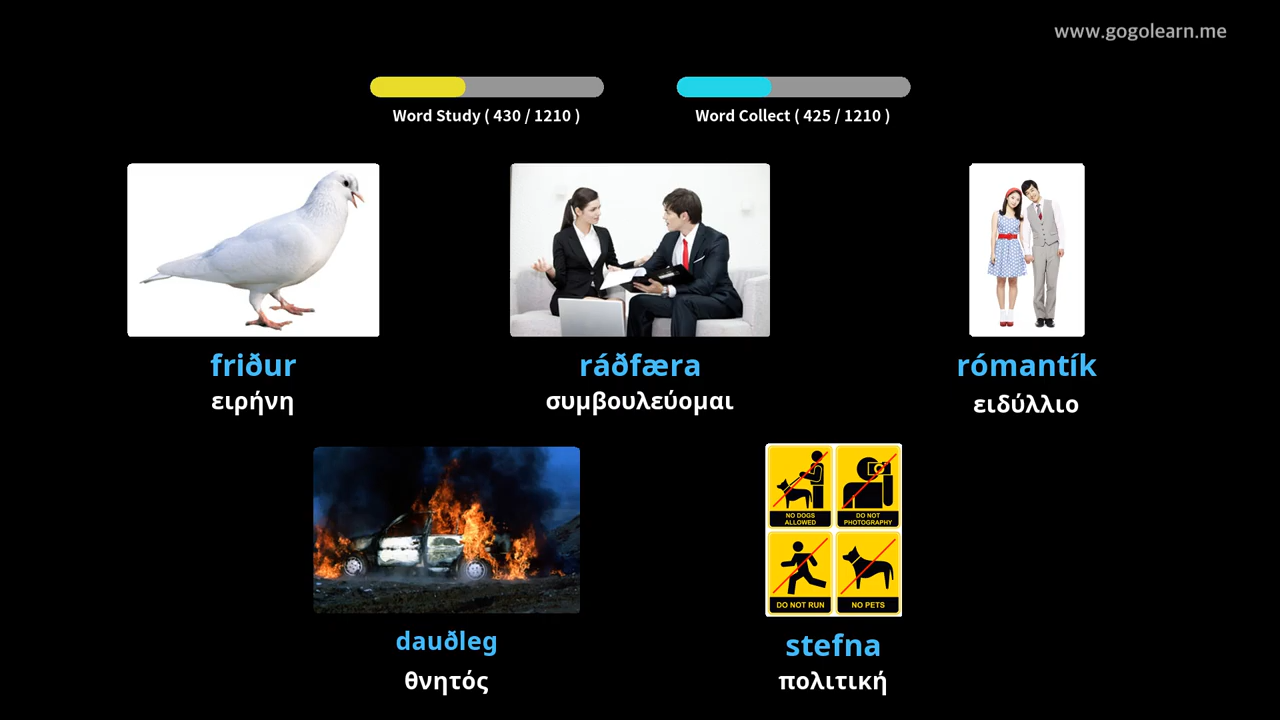 www.gogolearn.me
Word Study ( 430 / 1210 )
Word Collect ( 425 / 1210 )
friður
ειρήνη
ráðfæra
συμβουλεύομαι
rómantík
ειδύλλιο
dauðleg
θνητός
NO DOGS
ALLOWED
DO NOT
PHOTOGRAPHY
DO NOT RUN
NO PETS
stefna
πολιτική